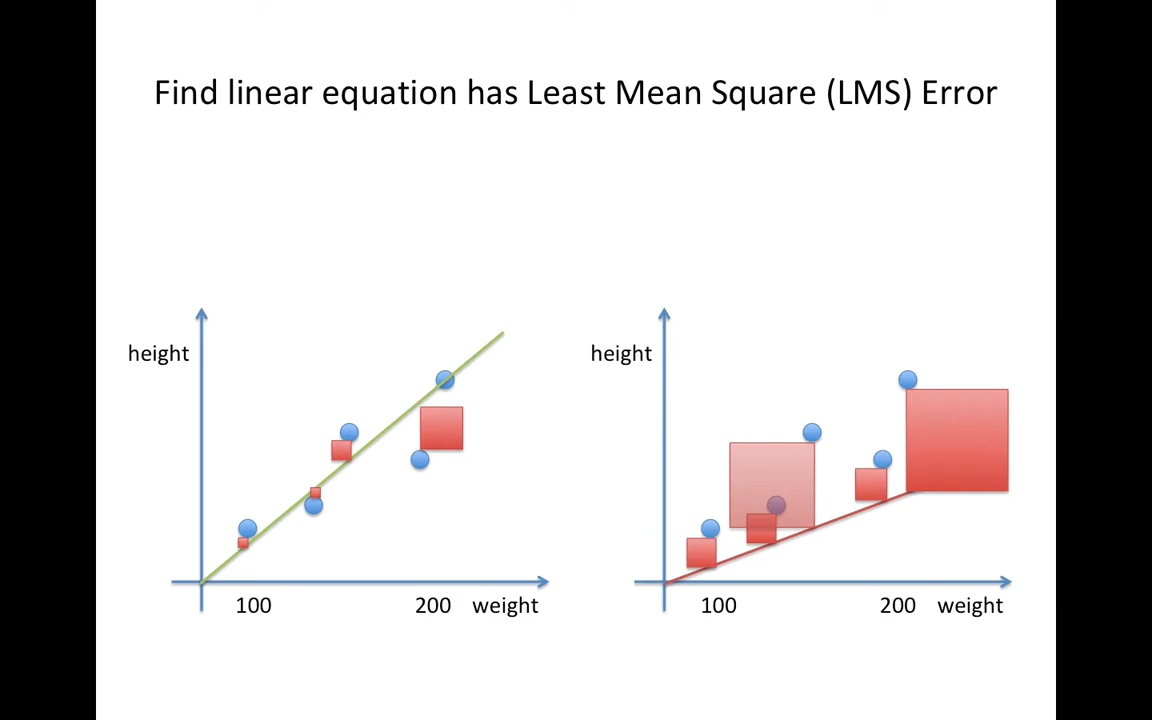 Find linear equation has Least Mean Square (LMS) Error
height
100
200
weight
height
100
200
weight